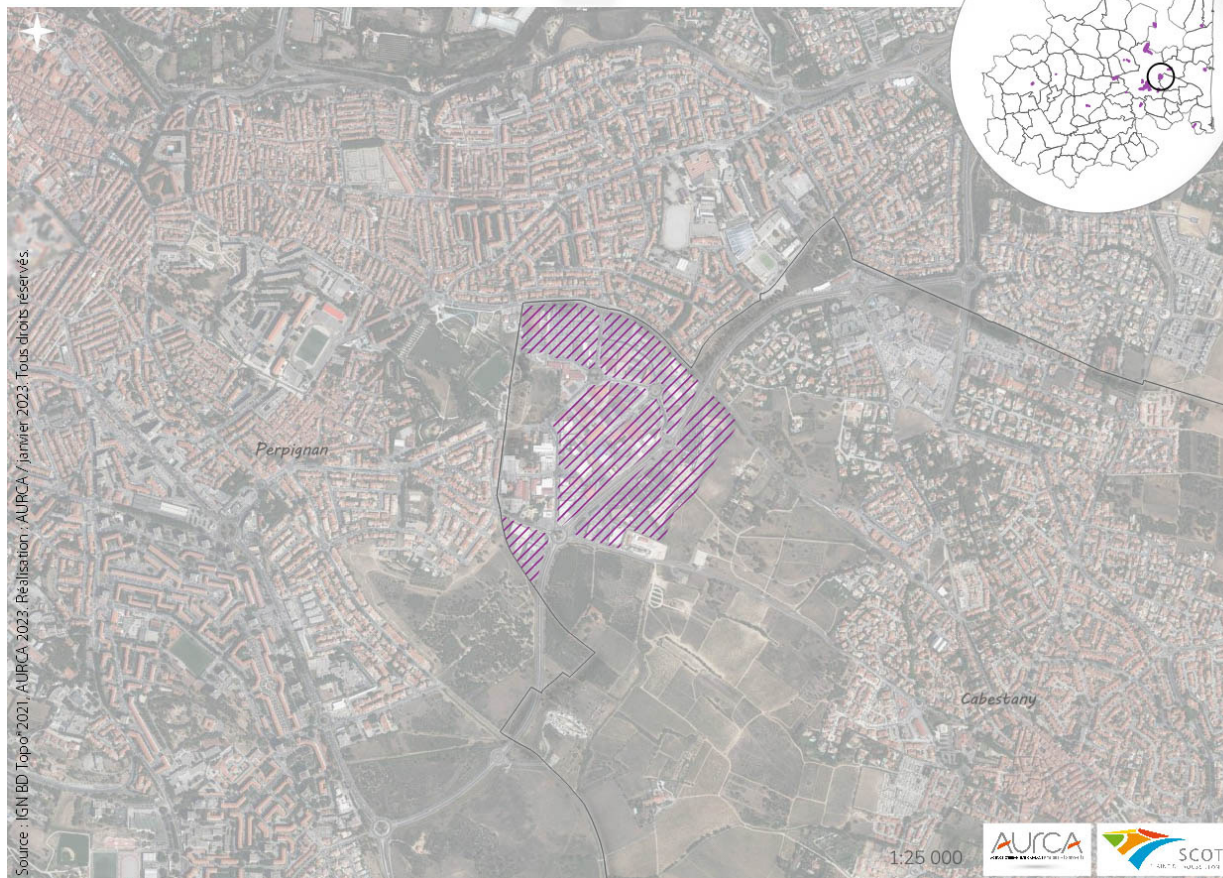 Perpignan
Cabestany
1:25 000
AURCA
SCOT
Source : IGN BD Topo®2021, AURCA 2023. Réalisation : AURCA / janvier 2023. Tous droits réservés.